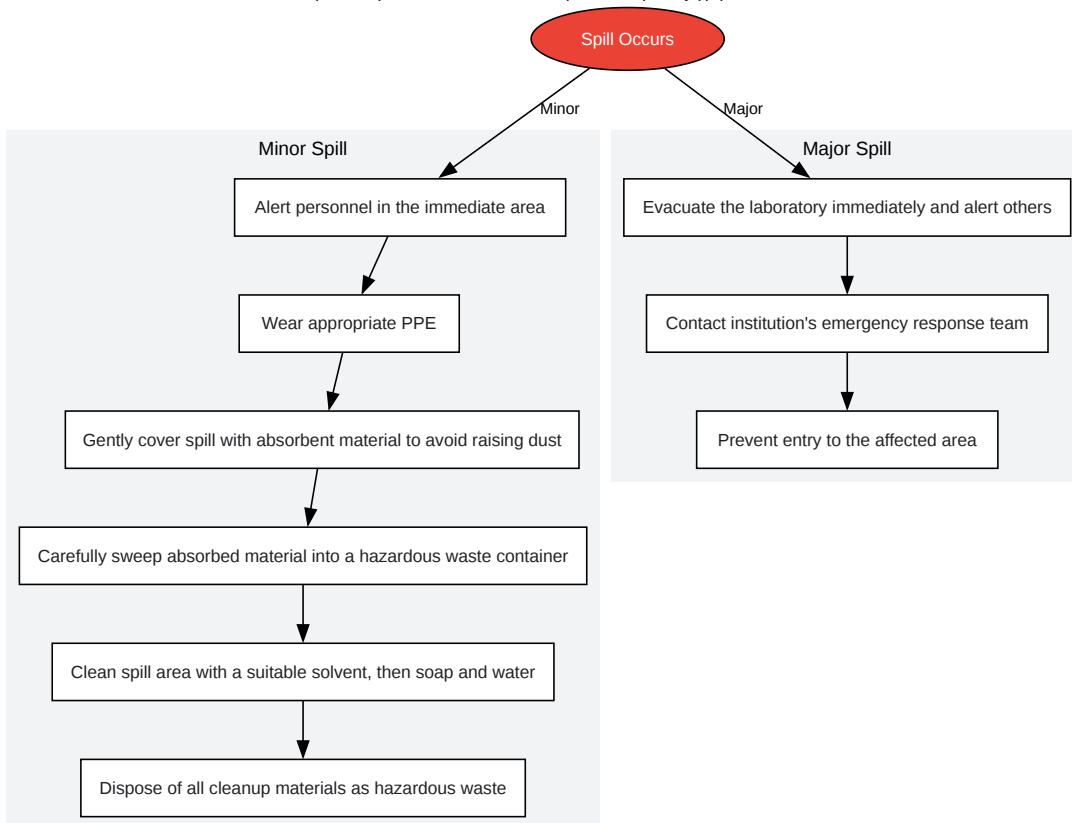 Spill Occurs
Minor
Major
Minor Spill
Alert personnel in the immediate area
Wear appropriate PPE
Gently cover spill with absorbent material to avoid raising dust
Carefully sweep absorbed material into a hazardous waste container
Clean spill area with a suitable solvent, then soap and water
Dispose of all cleanup materials as hazardous waste
Major Spill
Evacuate the laboratory immediately and alert others
Contact institution's emergency response team
Prevent entry to the affected area